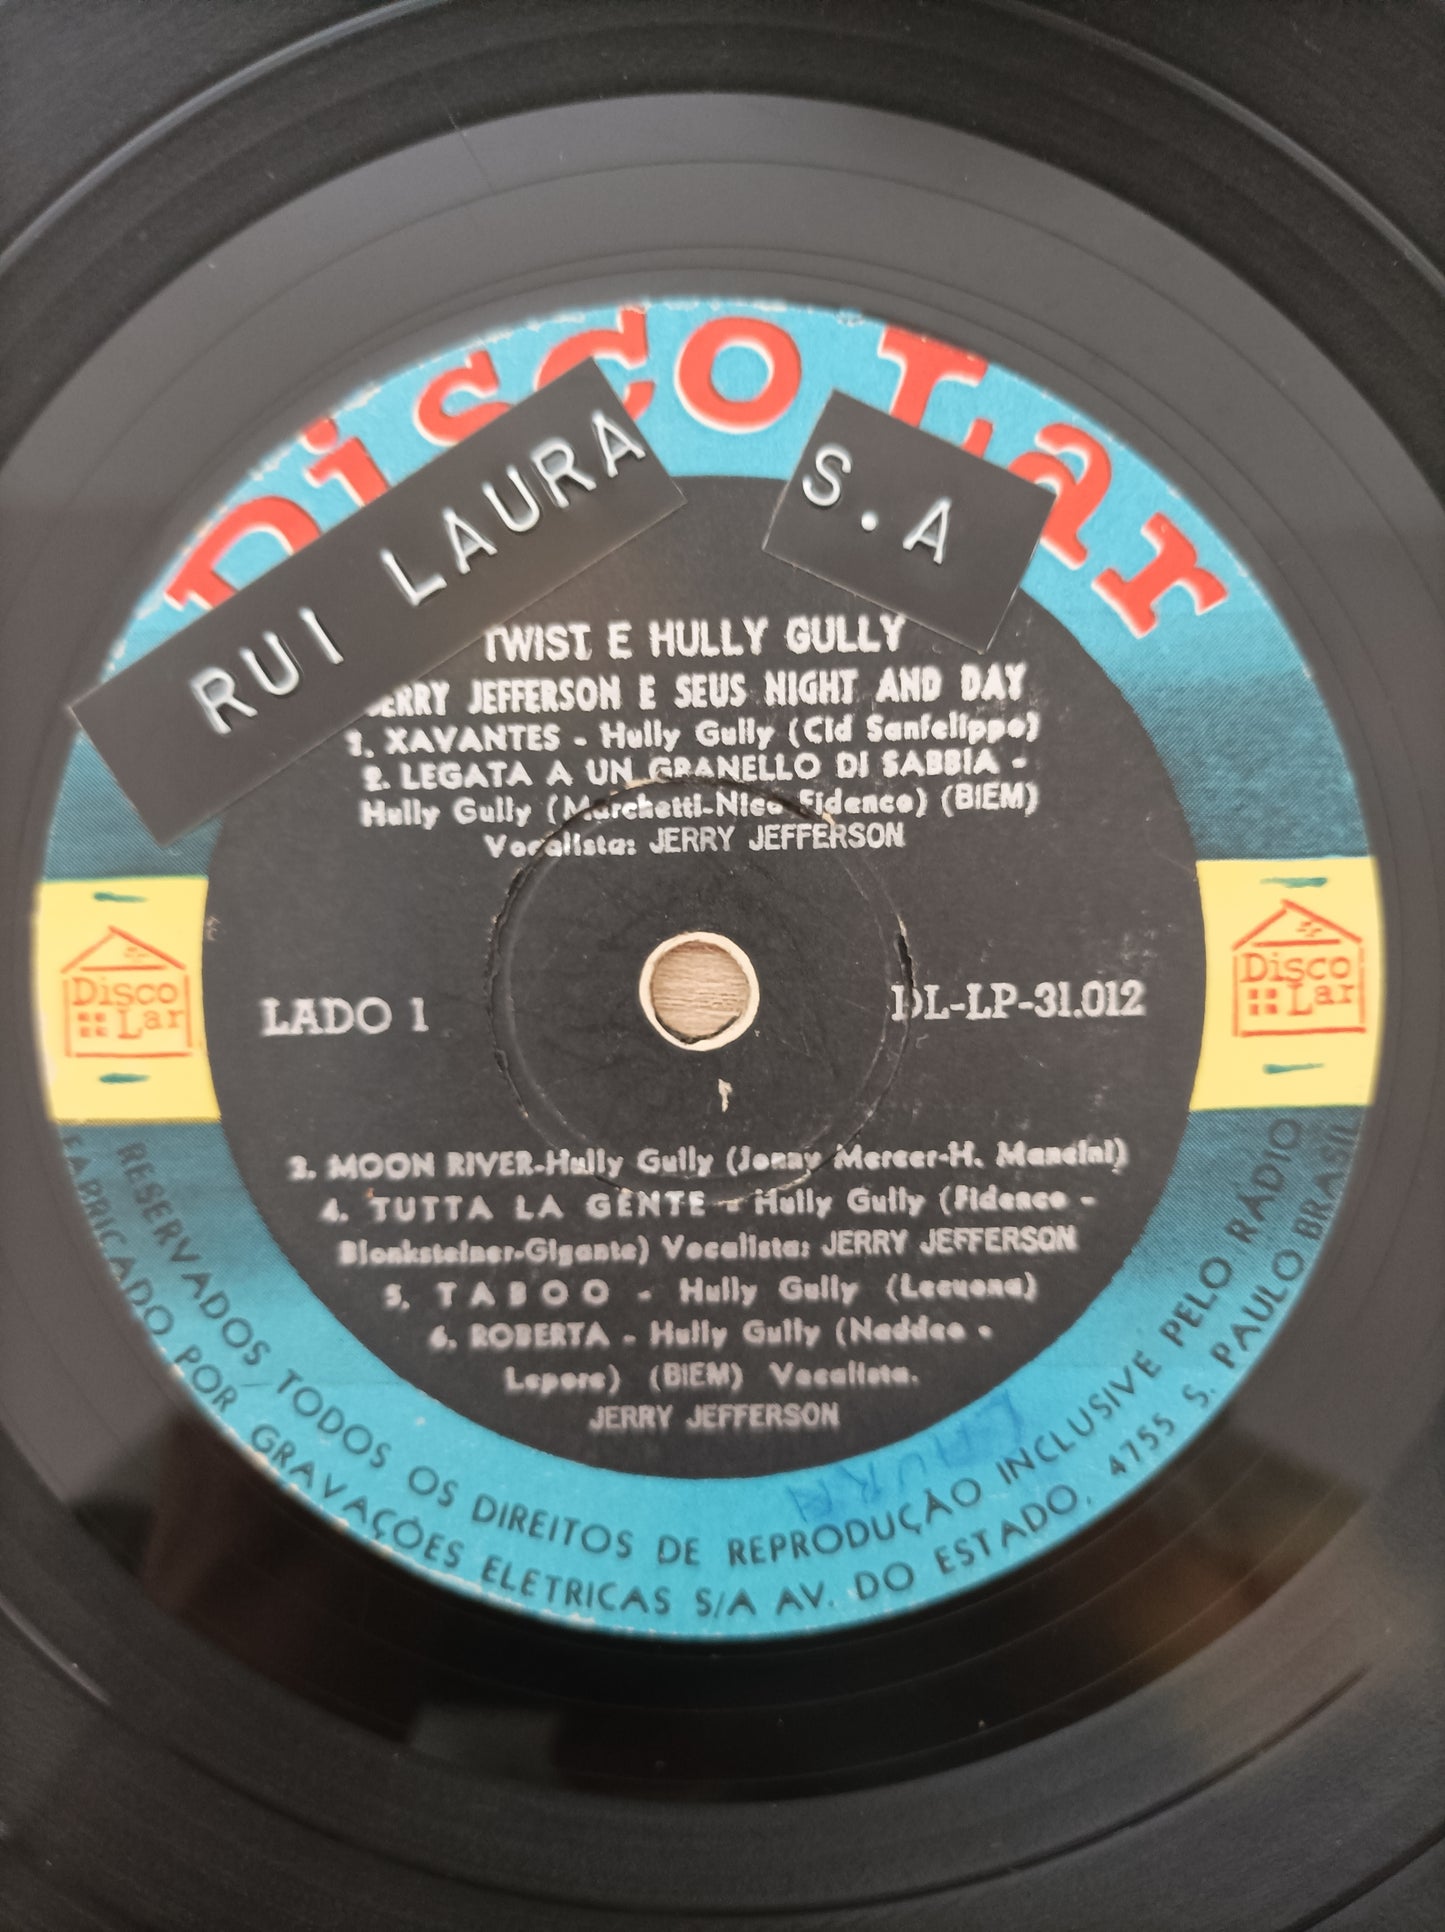 Disco Lar
RUI LAURA
S.A
TWIST E HULLY GULLY
JERRY JEFFERSON E SEUS NIGHT AND DAY
1. XAVANTES - Hully Gully (Cid Sanfelippo)
2. LEGATA A UN GRANELLO DI SABBIA -
Hully Gully (Marchetti-Nico Fidenco) (BIEM)
Vocalista: JERRY JEFFERSON
Disco
Lar
LADO 1
DL-LP-31.012
Disco
Lar
3. MOON RIVER-Hully Gully (Jonny Mercer-H. Mancini)
4. TUTTA LA GENTE - Hully Gully (Fidenco -
Blonksteiner-Gigante) Vocalista: JERRY JEFFERSON
5. TABOO - Hully Gully (Lecuona)
6. ROBERTA - Hully Gully (Naddeo -
Lepore) (BIEM) Vocalista.
JERRY JEFFERSON
LAURA
RESERVADOS TODOS OS DIREITOS DE REPRODUÇÃO INCLUSIVE PELO RÁDIO
FABRICADO POR GRAVAÇÕES ELETRICAS S/A AV. DO ESTADO, 4755 S. PAULO BRASIL